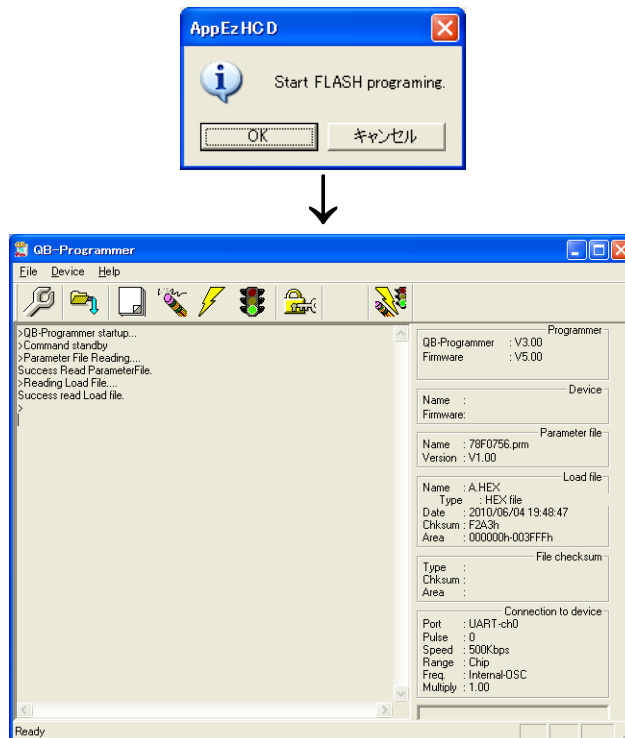 AppEzHCD
Start FLASH programing.
OK
キャンセル
QB-Programmer
File Device Help
>QB-Programmer startup...
>Command standby
>Parameter File Reading....
Success Read ParameterFile.
>Reading Load File....
Success read Load file.
>
Programmer
QB-Programmer : V3.00
Firmware : V5.00
Device
Name :
Firmware:
Parameter file
Name : 78F0756.prm
Version : V1.00
Load file
Name : A.HEX
Type : HEX file
Date : 2010/06/04 19:48:47
Chksum : F2A3h
Area : 000000h-003FFFh
File checksum
Type :
Chksum :
Area :
Connection to device
Port : UART-ch0
Pulse : 0
Speed : 500Kbps
Range : Chip
Freq. : Internal-OSC
Multiply : 1.00
Ready